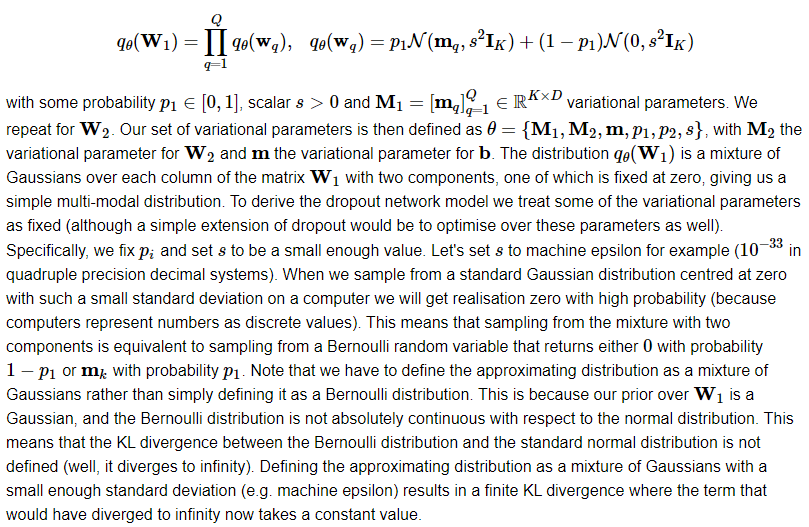 $$q_\theta(\mathbf{W}_1) = \prod_{q=1}^{Q} q_\theta(\mathbf{w}_q), \quad q_\theta(\mathbf{w}_q) = p_1 \mathcal{N}(\mathbf{m}_q, s^2 \mathbf{I}_K) + (1 - p_1) \mathcal{N}(0, s^2 \mathbf{I}_K)$$
with some probability $p_1 \in [0, 1]$, scalar $s > 0$ and $\mathbf{M}_1 = [\mathbf{m}_q]_{q=1}^{Q} \in \mathbb{R}^{K \times D}$ variational parameters. We
repeat for $\mathbf{W}_2$. Our set of variational parameters is then defined as $\theta = \{\mathbf{M}_1, \mathbf{M}_2, \mathbf{m}, p_1, p_2, s\}$, with $\mathbf{M}_2$ the
variational parameter for $\mathbf{W}_2$ and $\mathbf{m}$ the variational parameter for $\mathbf{b}$. The distribution $q_\theta(\mathbf{W}_1)$ is a mixture of
Gaussians over each column of the matrix $\mathbf{W}_1$ with two components, one of which is fixed at zero, giving us a
simple multi-modal distribution. To derive the dropout network model we treat some of the variational parameters
as fixed (although a simple extension of dropout would be to optimise over these parameters as well).
Specifically, we fix $p_i$ and set $s$ to be a small enough value. Let's set $s$ to machine epsilon for example ($10^{-33}$ in
quadruple precision decimal systems). When we sample from a standard Gaussian distribution centred at zero
with such a small standard deviation on a computer we will get realisation zero with high probability (because
computers represent numbers as discrete values). This means that sampling from the mixture with two
components is equivalent to sampling from a Bernoulli random variable that returns either $0$ with probability
$1 - p_1$ or $\mathbf{m}_k$ with probability $p_1$. Note that we have to define the approximating distribution as a mixture of
Gaussians rather than simply defining it as a Bernoulli distribution. This is because our prior over $\mathbf{W}_1$ is a
Gaussian, and the Bernoulli distribution is not absolutely continuous with respect to the normal distribution. This
means that the KL divergence between the Bernoulli distribution and the standard normal distribution is not
defined (well, it diverges to infinity). Defining the approximating distribution as a mixture of Gaussians with a
small enough standard deviation (e.g. machine epsilon) results in a finite KL divergence where the term that
would have diverged to infinity now takes a constant value.